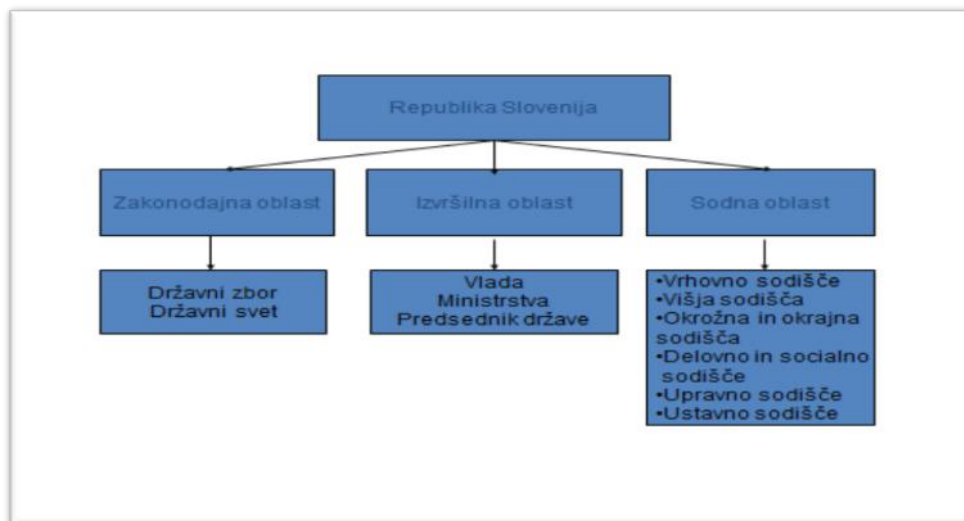 Republika Slovenija
Zakonodajna oblast
Izvršilna oblast
Sodna oblast
Državni zbor
Državni svet
Vlada
Ministrstva
Predsednik države
•Vrhovno sodišče
•Višja sodišča
•Okrožna in okrajna
sodišča
•Delovno in socialno
sodišče
•Upravno sodišče
•Ustavno sodišče